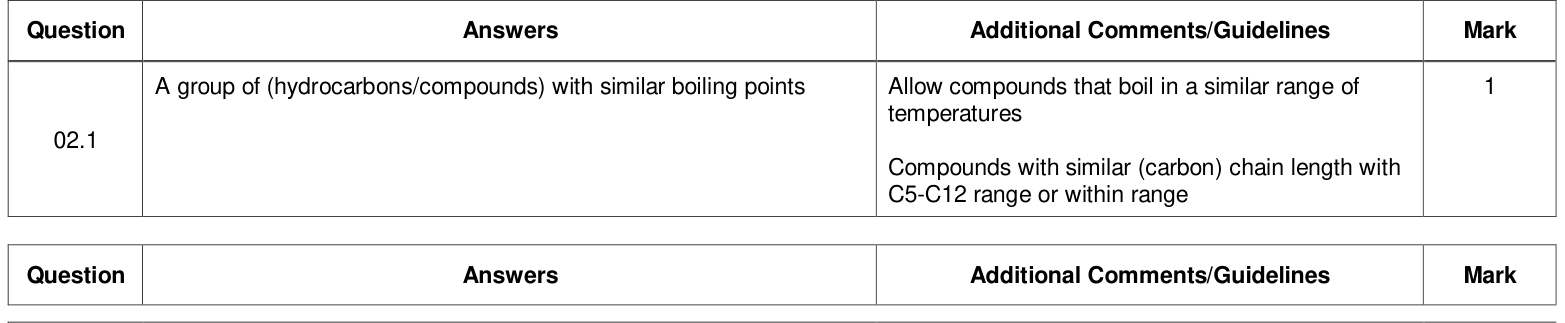 Question Answers Additional Comments/Guidelines Mark
02.1 A group of (hydrocarbons/compounds) with similar boiling points Allow compounds that boil in a similar range of 1
temperatures
Compounds with similar (carbon) chain length with
C5-C12 range or within range
Question Answers Additional Comments/Guidelines Mark